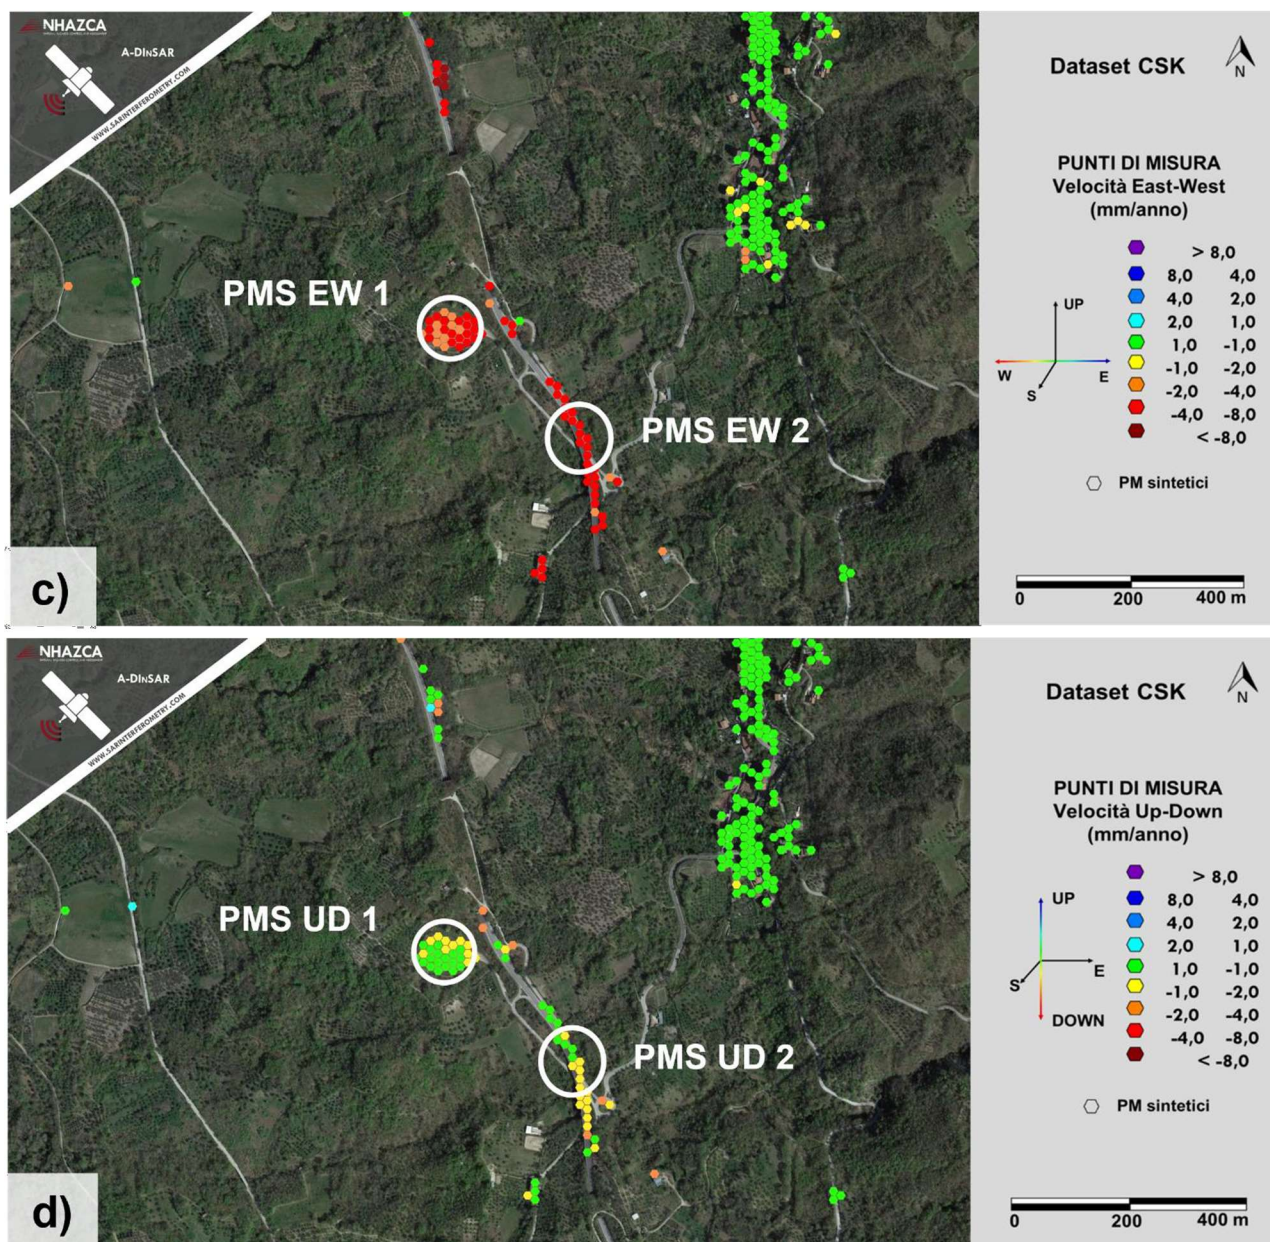 NHAZCA
A-DInSAR
WWW.SARINTERFEROMETRY.COM
PMS EW 1
PMS EW 2
c)
Dataset CSK
N
PUNTI DI MISURA
Velocità East-West
(mm/anno)
> 8,0
8,0 4,0
4,0 2,0
2,0 1,0
1,0 -1,0
-1,0 -2,0
-2,0 -4,0
-4,0 -8,0
< -8,0
UP
W
E
S
PM sintetici
0 200 400 m
NHAZCA
A-DInSAR
WWW.SARINTERFEROMETRY.COM
PMS UD 1
PMS UD 2
d)
Dataset CSK
N
PUNTI DI MISURA
Velocità Up-Down
(mm/anno)
> 8,0
8,0 4,0
4,0 2,0
2,0 1,0
1,0 -1,0
-1,0 -2,0
-2,0 -4,0
-4,0 -8,0
< -8,0
UP
S
E
DOWN
PM sintetici
0 200 400 m